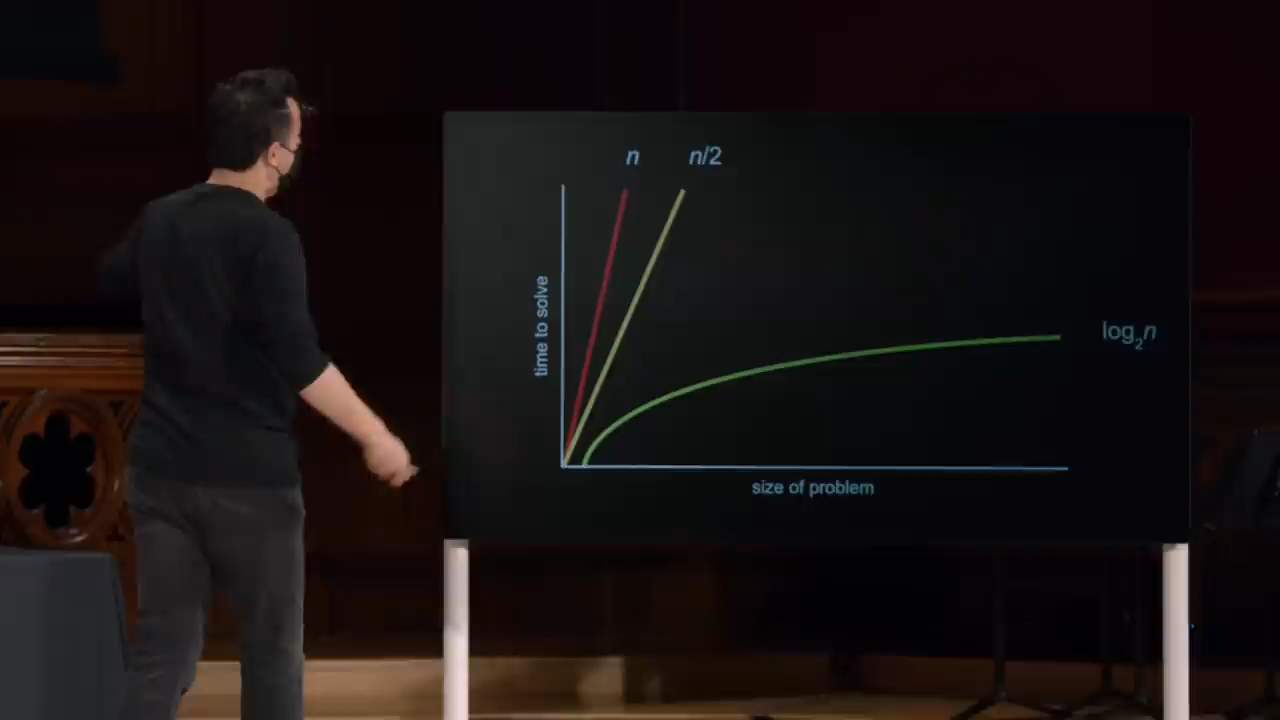 n
n/2
time to solve
log₂n
size of problem